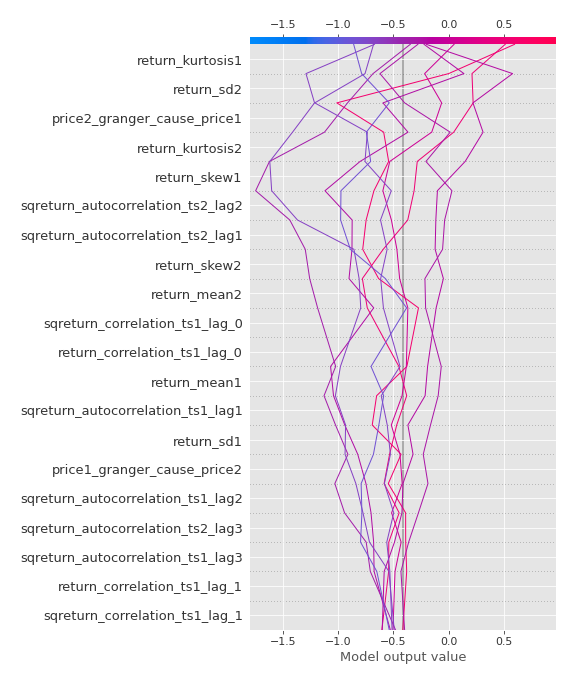 −1.5 −1.0 −0.5 0.0 0.5
return_kurtosis1
return_sd2
price2_granger_cause_price1
return_kurtosis2
return_skew1
sqreturn_autocorrelation_ts2_lag2
sqreturn_autocorrelation_ts2_lag1
return_skew2
return_mean2
sqreturn_correlation_ts1_lag_0
return_correlation_ts1_lag_0
return_mean1
sqreturn_autocorrelation_ts1_lag1
return_sd1
price1_granger_cause_price2
sqreturn_autocorrelation_ts1_lag2
sqreturn_autocorrelation_ts2_lag3
sqreturn_autocorrelation_ts1_lag3
return_correlation_ts1_lag_1
sqreturn_correlation_ts1_lag_1
−1.5 −1.0 −0.5 0.0 0.5
Model output value